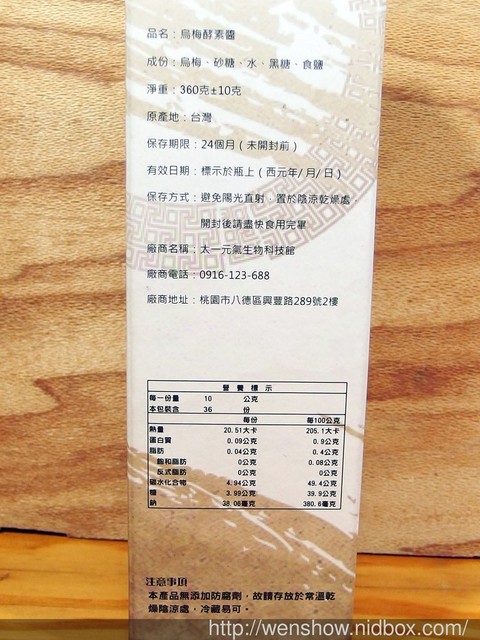 品名：烏梅酵素醬
成份：烏梅、砂糖、水、黑糖、食鹽
淨重：360克±10克
原產地：台灣
保存期限：24個月（未開封前）
有效日期：標示於瓶上（西元年/月/日）
保存方式：避免陽光直射，置於陰涼乾燥處，
開封後請盡快食用完畢
廠商名稱：太一元氣生物科技館
廠商電話：0916-123-688
廠商地址：桃園市八德區興豐路289號2樓
營養標示
每一份量 10 公克
本包裝含 36 份
每份 每100公克
熱量 20.51大卡 205.1大卡
蛋白質 0.09公克 0.9公克
脂肪 0.04公克 0.4公克
飽和脂肪 0公克 0.08公克
反式脂肪 0公克 0公克
碳水化合物 4.94公克 49.4公克
糖 3.99公克 39.9公克
鈉 38.06毫克 380.6毫克
注意事項
本產品無添加防腐劑，故請存放於常溫乾
燥陰涼處，冷藏易可。
http://wenshow.nidbox.com/